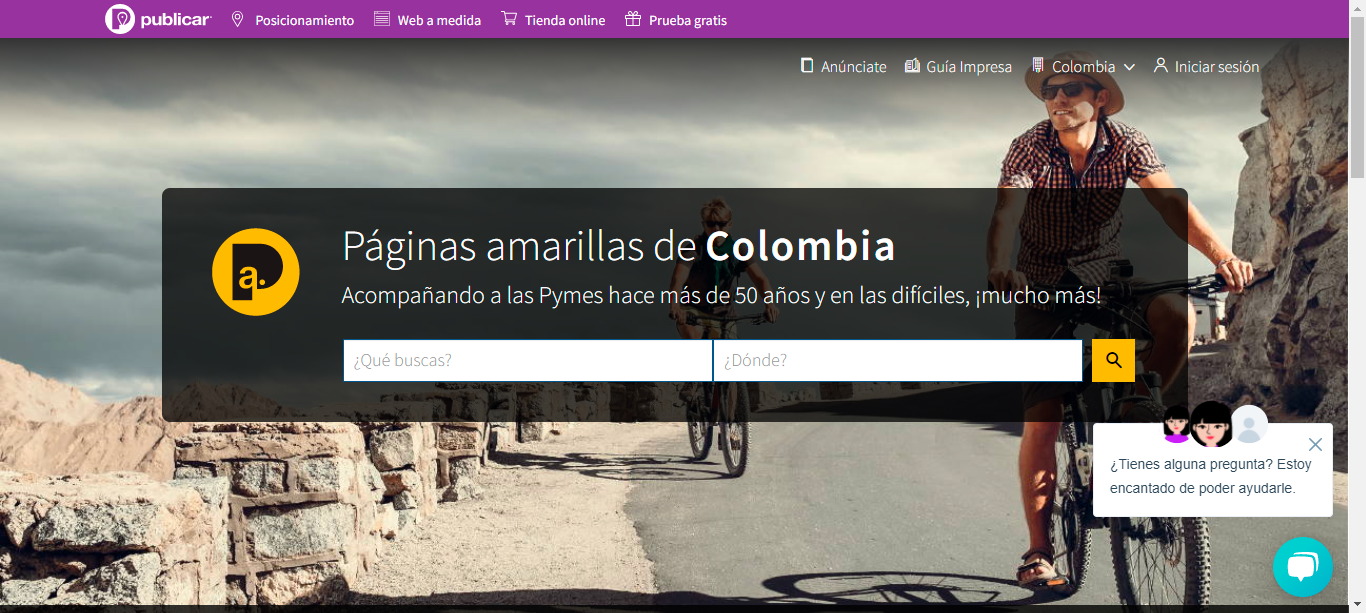 publicar
Posicionamiento
Web a medida
Tienda online
Prueba gratis
Anúnciate
Guía Impresa
Colombia
Iniciar sesión
a.
Páginas amarillas de Colombia
Acompañando a las Pymes hace más de 50 años y en las difíciles, ¡mucho más!
¿Qué buscas?
¿Dónde?
¿Tienes alguna pregunta? Estoy
encantado de poder ayudarle.